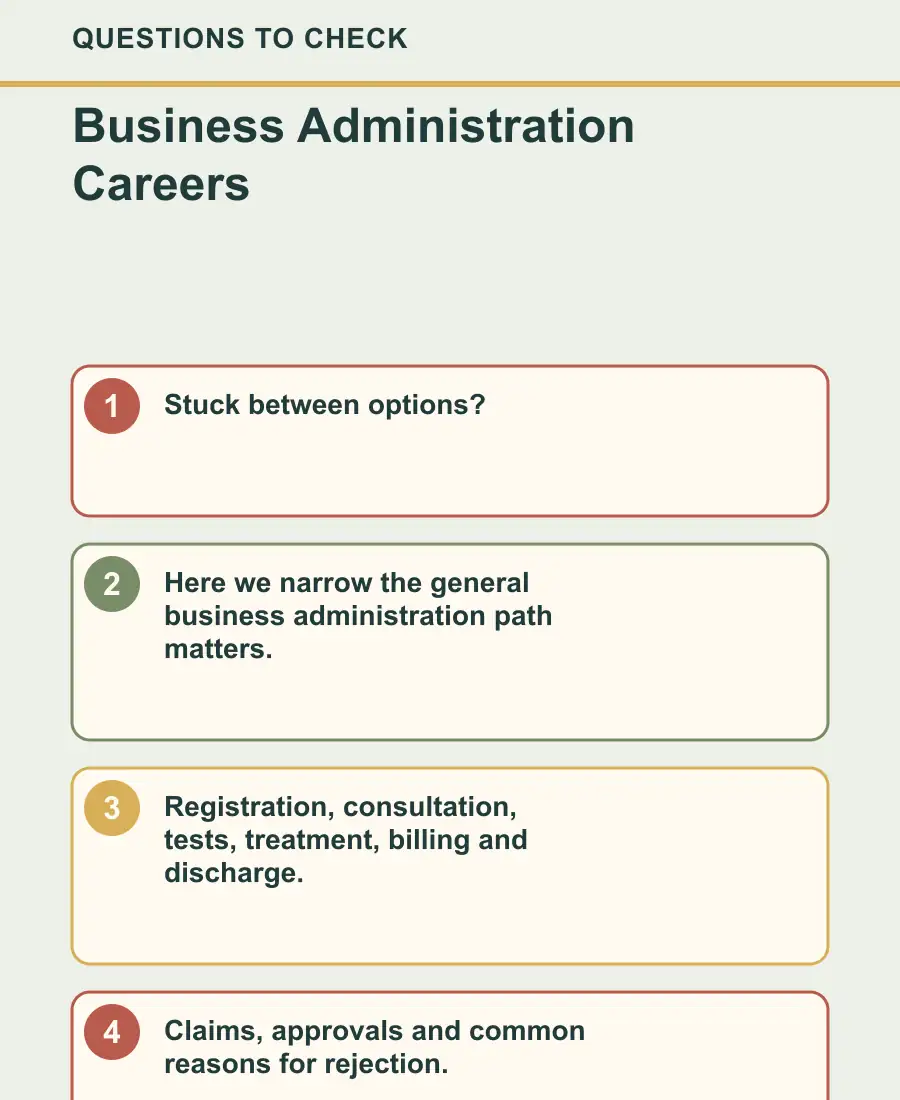 QUESTIONS TO CHECK
Business Administration
Careers
1
Stuck between options?
2
Here we narrow the general
business administration path
matters.
3
Registration, consultation,
tests, treatment, billing and
discharge.
4
Claims, approvals and common
reasons for rejection.